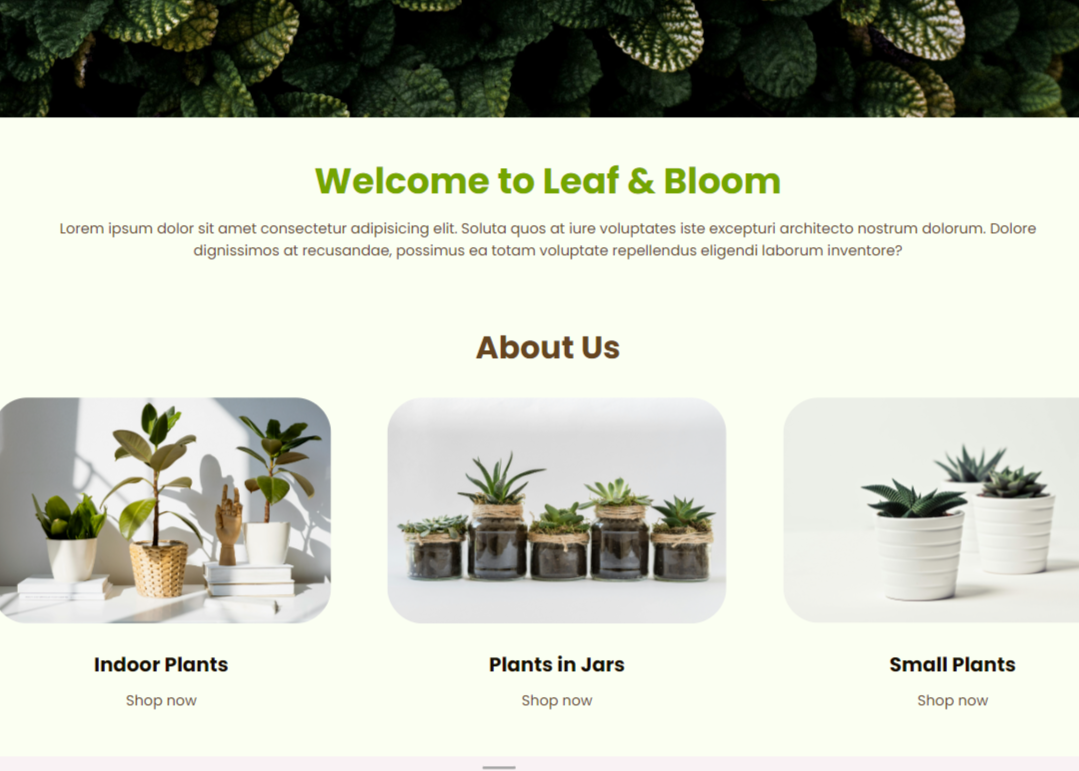 Welcome to Leaf & Bloom
Lorem ipsum dolor sit amet consectetur adipisicing elit. Soluta quos at iure voluptates iste excepturi architecto nostrum dolorum. Dolore
dignissimos at recusandae, possimus ea totam voluptate repellendus eligendi laborum inventore?
About Us
Indoor Plants
Plants in Jars
Small Plants
Shop now
Shop now
Shop now